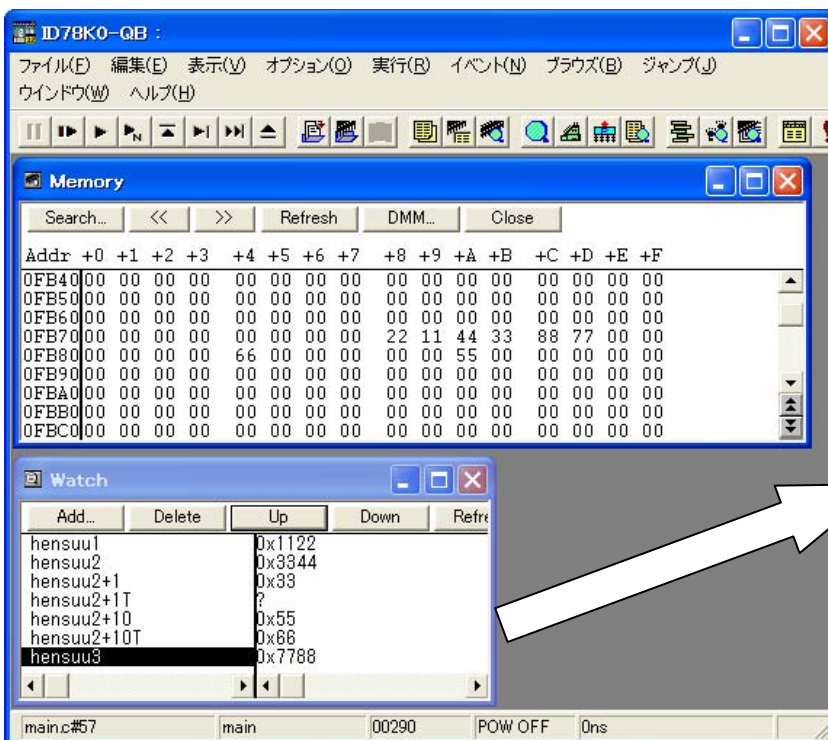 ID78K0-QB :
ファイル(F) 編集(E) 表示(V) オプション(O) 実行(R) イベント(N) ブラウズ(B) ジャンプ(J)
ウインドウ(W) ヘルプ(H)
Memory
Search... << >> Refresh DMM... Close
Addr +0 +1 +2 +3 +4 +5 +6 +7 +8 +9 +A +B +C +D +E +F
0FB40 00 00 00 00 00 00 00 00 00 00 00 00 00 00 00 00
0FB50 00 00 00 00 00 00 00 00 00 00 00 00 00 00 00 00
0FB60 00 00 00 00 00 00 00 00 00 00 00 00 00 00 00 00
0FB70 00 00 00 00 00 00 00 00 22 11 44 33 88 77 00 00
0FB80 00 00 00 00 66 00 00 00 00 00 55 00 00 00 00 00
0FB90 00 00 00 00 00 00 00 00 00 00 00 00 00 00 00 00
0FBA0 00 00 00 00 00 00 00 00 00 00 00 00 00 00 00 00
0FBB0 00 00 00 00 00 00 00 00 00 00 00 00 00 00 00 00
0FBC0 00 00 00 00 00 00 00 00 00 00 00 00 00 00 00 00
Watch
Add... Delete Up Down Refre
hensuu1 0x1122
hensuu2 0x3344
hensuu2+1 0x33
hensuu2+1T ?
hensuu2+10 0x55
hensuu2+10T 0x66
hensuu3 0x7788
main.c#57 main 00290 POW OFF 0ns